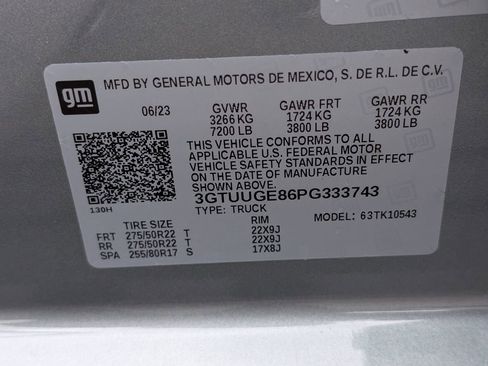 gm
MFD BY GENERAL MOTORS DE MEXICO, S. DE R.L. DE C.V.
06/23 GVWR GAWR FRT GAWR RR
3266 KG 1724 KG 1724 KG
7200 LB 3800 LB 3800 LB
THIS VEHICLE CONFORMS TO ALL
APPLICABLE U.S. FEDERAL MOTOR
VEHICLE SAFETY STANDARDS IN EFFECT
ON THE DATE OF MANUFACTURE
SHOWN ABOVE.
3GTUUGE86PG333743
130H
TYPE: TRUCK MODEL: 63TK10543
TIRE SIZE RIM
FRT 275/50R22 T 22X9J
RR 275/50R22 T 22X9J
SPA 255/80R17 S 17X8J